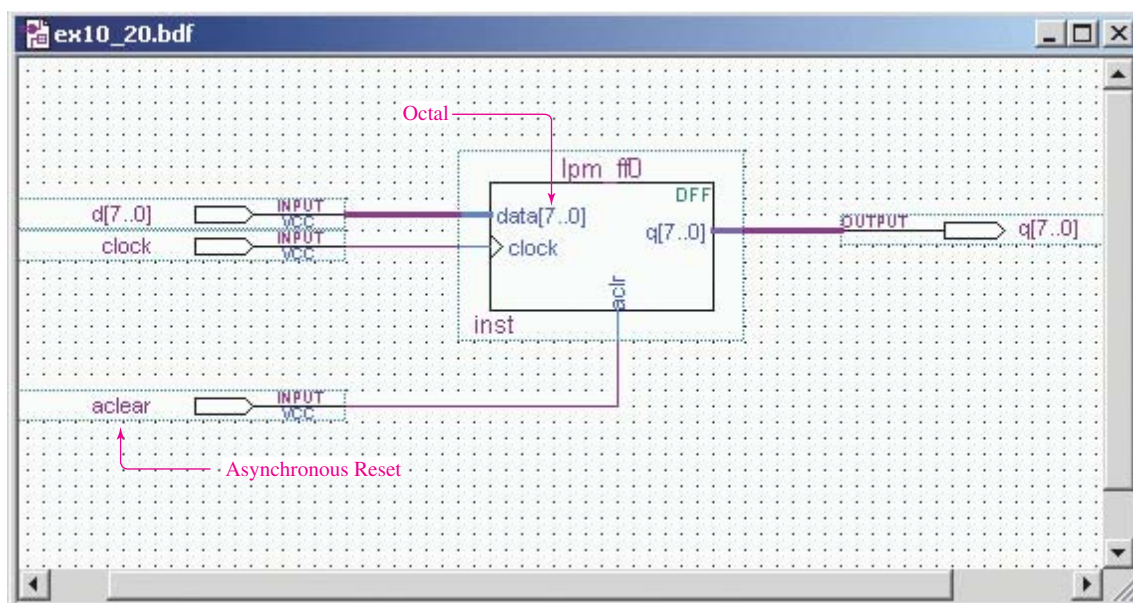 ex10_20.bdf
Octal
lpm_ff0
DFF
d[7..0]
INPUT
VCC
data[7..0]
clock
INPUT
VCC
clock
q[7..0]
OUTPUT
q[7..0]
aclr
inst
aclear
INPUT
VCC
Asynchronous Reset